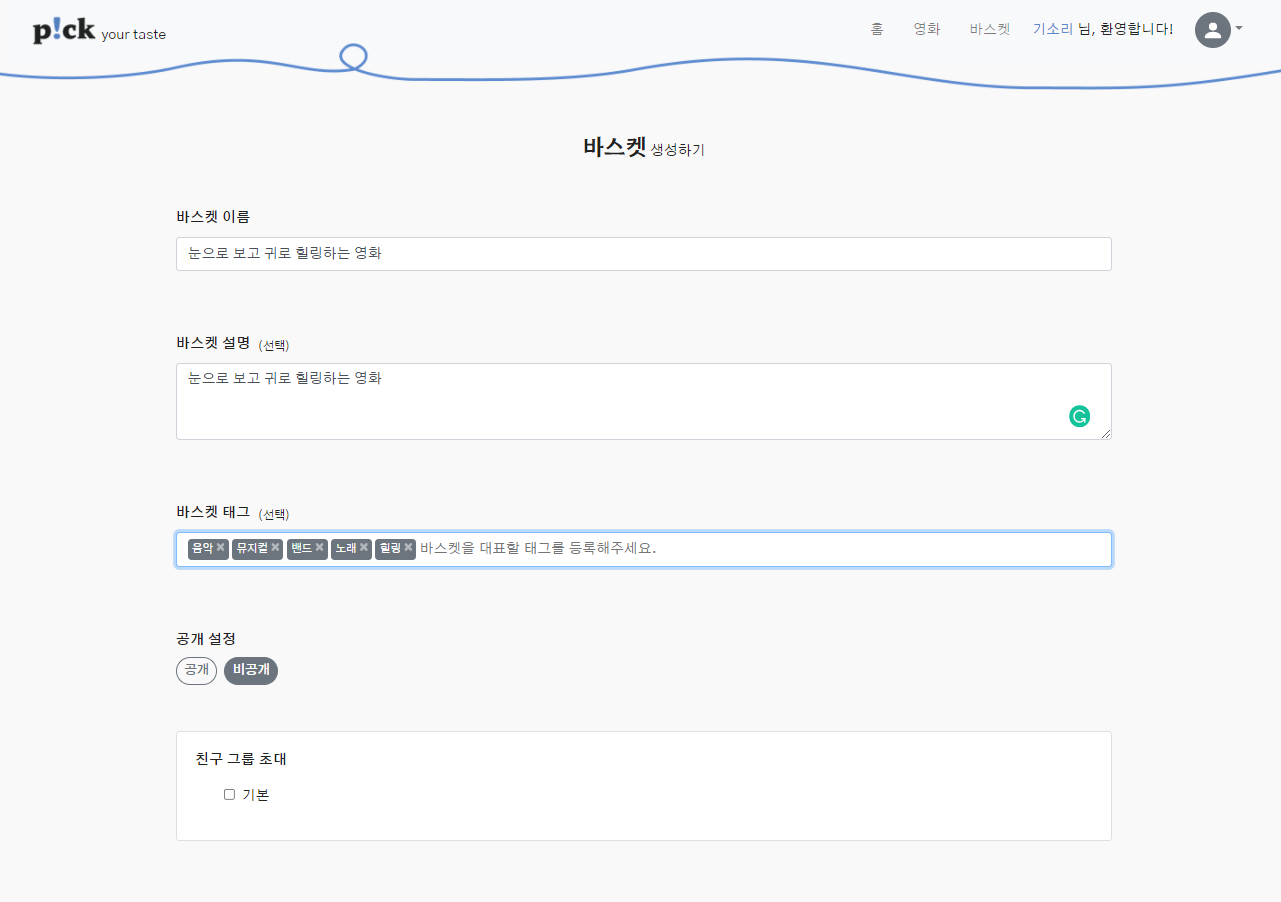 p!ck your taste
홈 영화 바스켓 기소리 님, 환영합니다!
바스켓 생성하기
바스켓 이름
눈으로 보고 귀로 힐링하는 영화
바스켓 설명 (선택)
눈으로 보고 귀로 힐링하는 영화
바스켓 태그 (선택)
음악 × 뮤지컬 × 밴드 × 노래 × 힐링 × 바스켓을 대표할 태그를 등록해주세요.
공개 설정
공개 비공개
친구 그룹 초대
기본